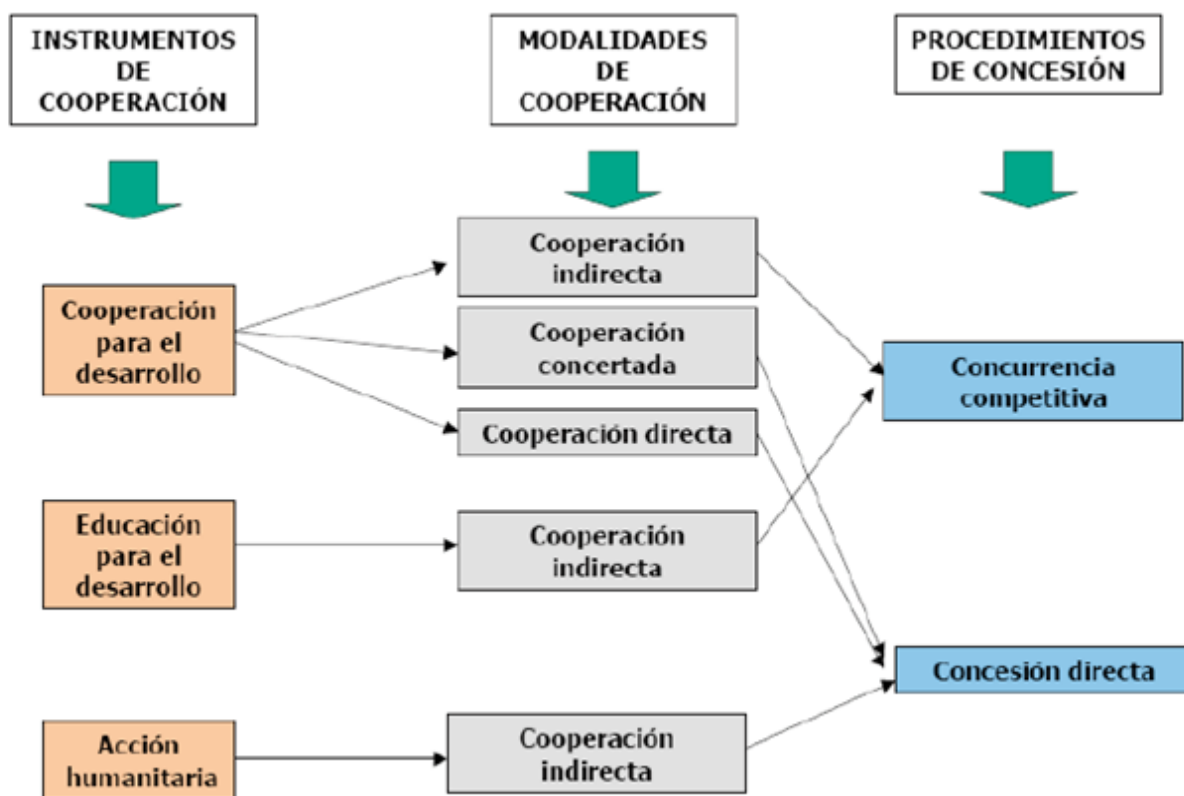 INSTRUMENTOS
DE
COOPERACIÓN
MODALIDADES
DE
COOPERACIÓN
PROCEDIMIENTOS
DE CONCESIÓN
Cooperación
para el
desarrollo
Cooperación
indirecta
Cooperación
concertada
Cooperación directa
Concurrencia
competitiva
Educación
para el
desarrollo
Cooperación
indirecta
Concesión directa
Acción
humanitaria
Cooperación
indirecta